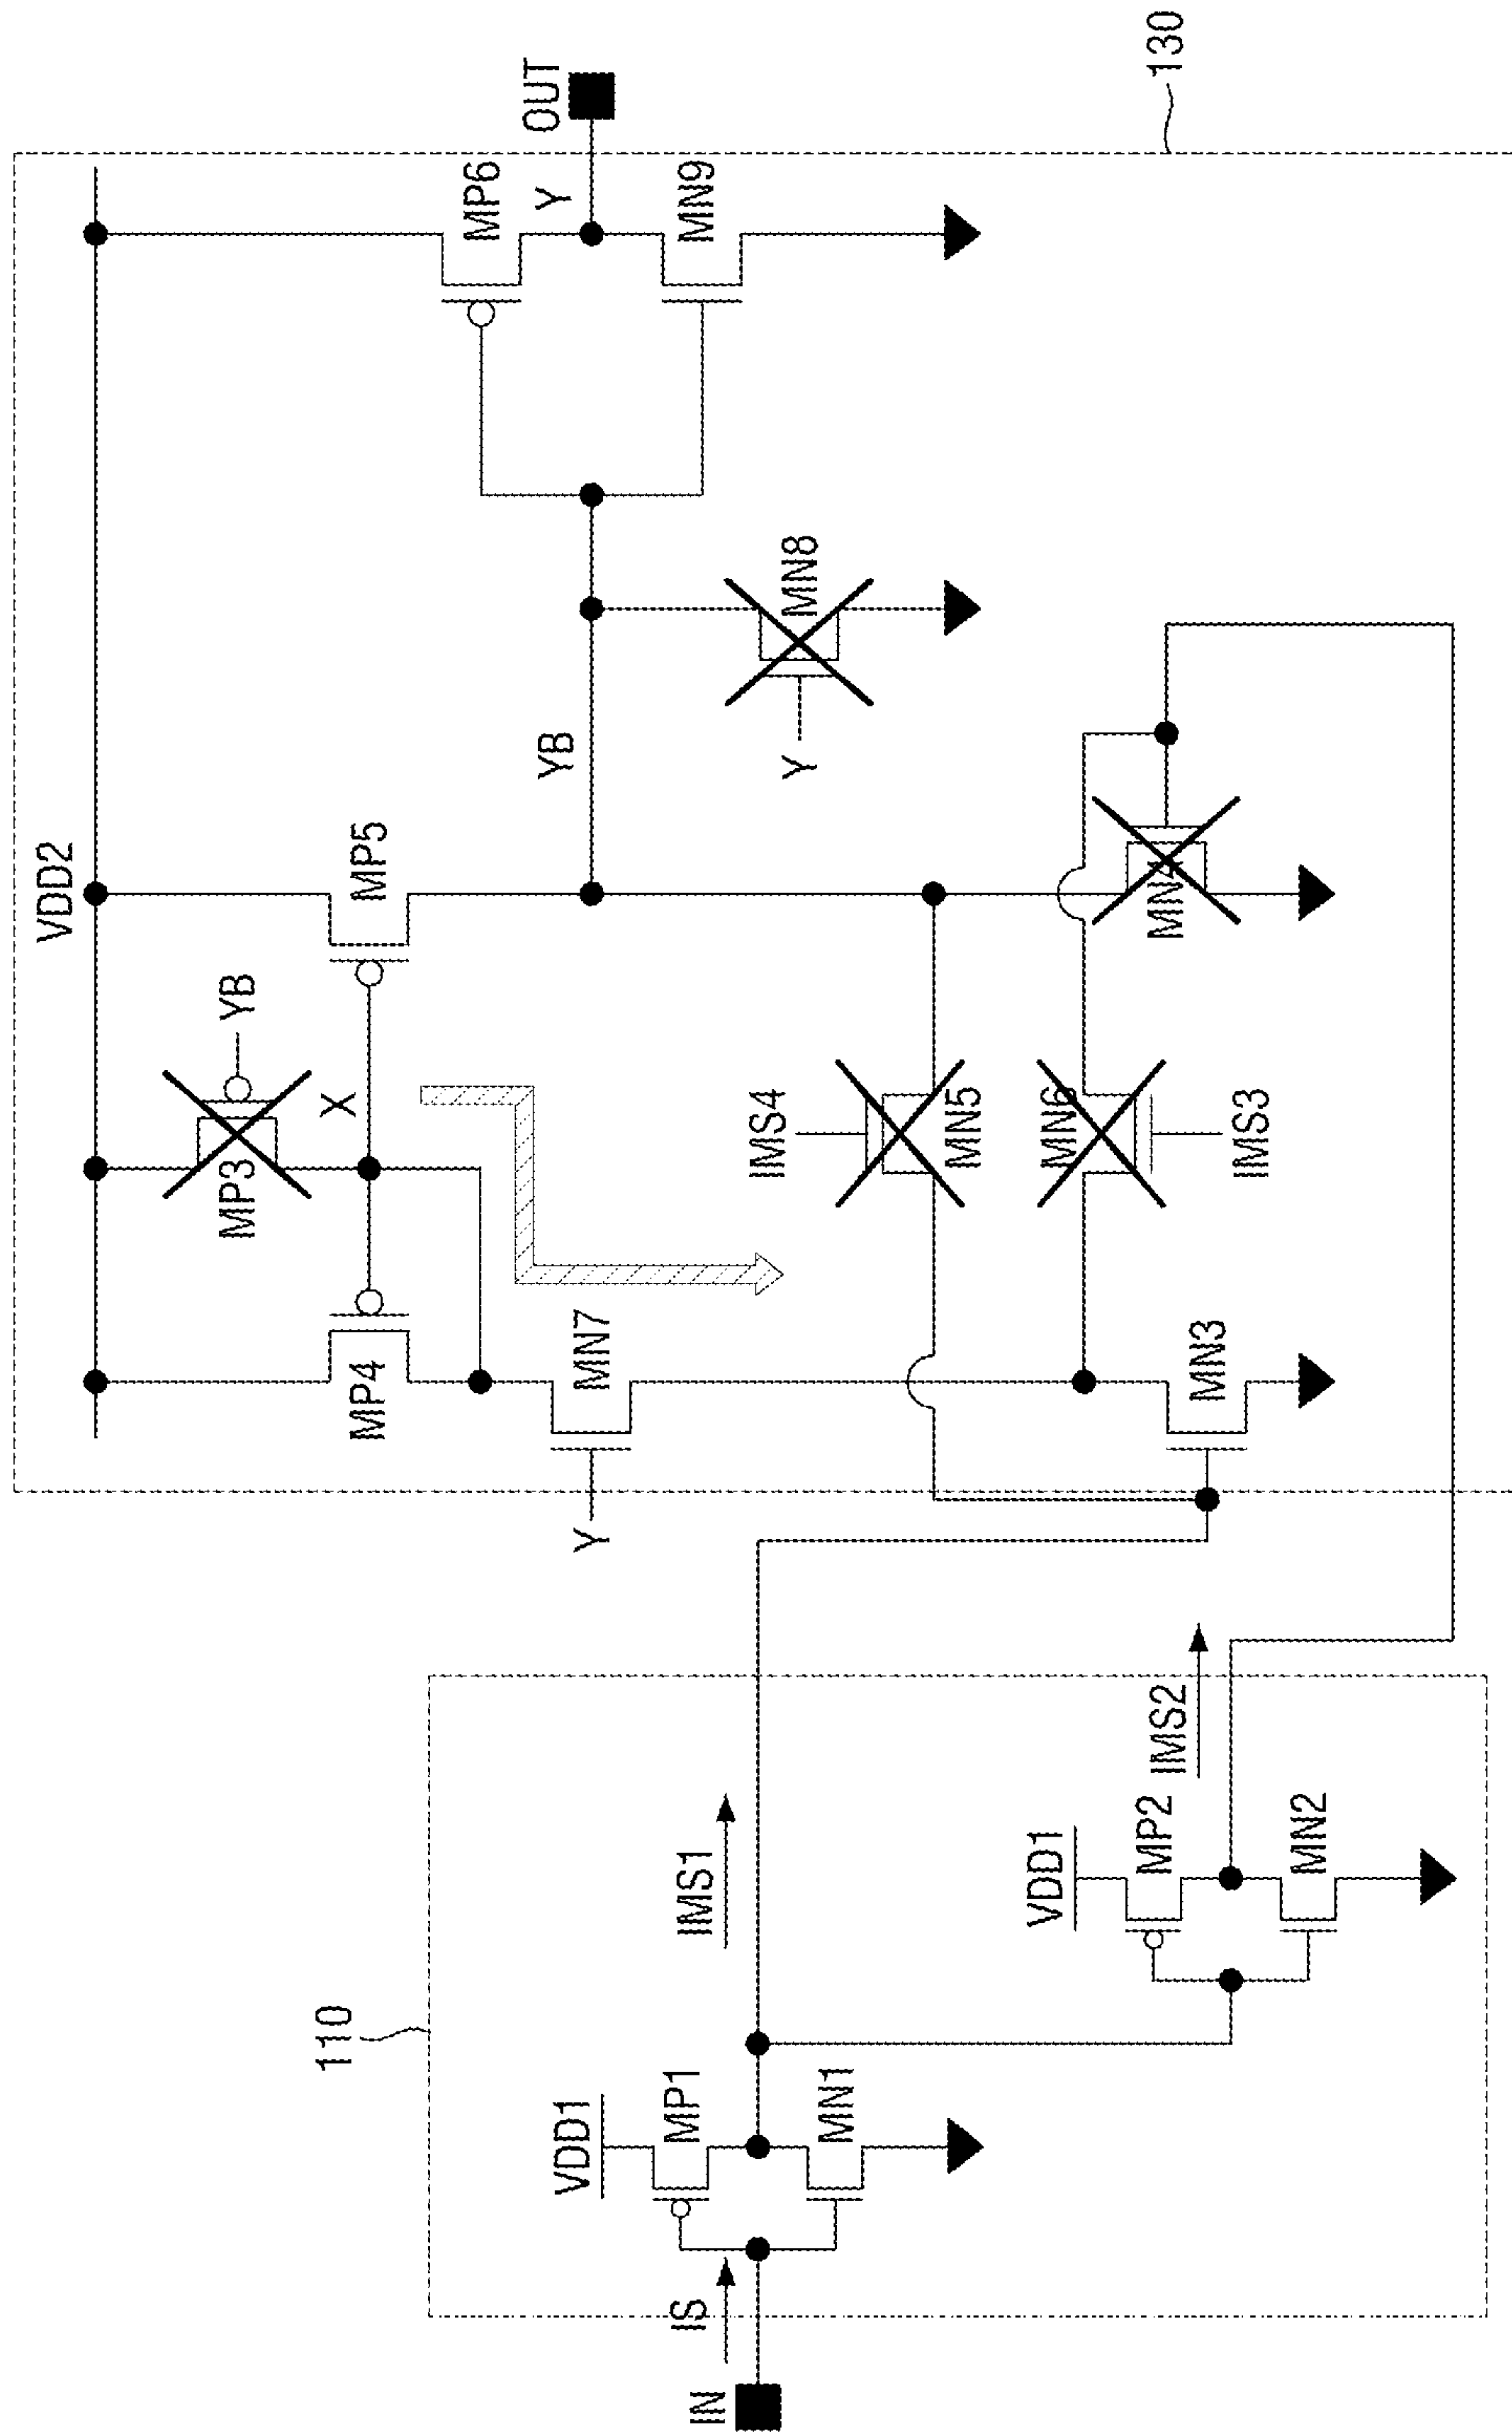 VDD2
130
MP3
YB
X
MP4
MP5
OUT
MP6
Y
MN9
YB
MN8
Y
MN7
Y
IMS4
MN5
MN6
IMS3
MN3
110
IMS1
IMS2
VDD1
MP1
MN1
VDD1
MP2
MN2
IS
IN